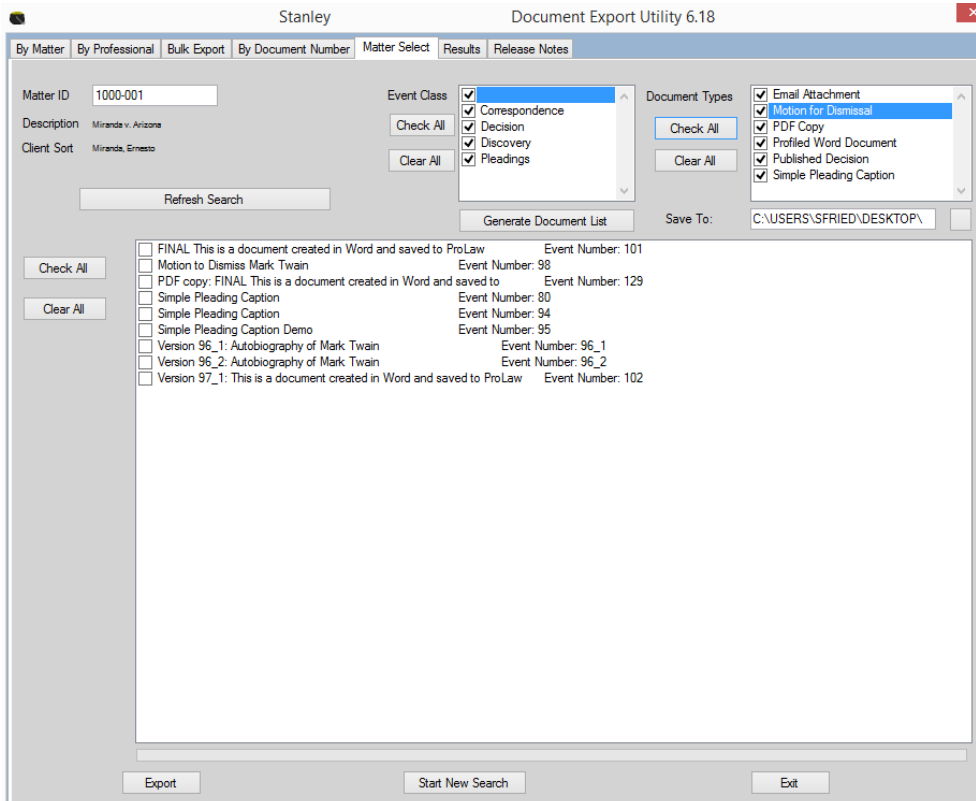 Stanley Document Export Utility 6.18
By Matter By Professional Bulk Export By Document Number Matter Select Results Release Notes
Matter ID 1000-001
Description Miranda v. Arizona
Client Sort Miranda, Ernesto
Refresh Search
Event Class
Check All
Clear All
Correspondence
Decision
Discovery
Pleadings
Generate Document List
Document Types
Check All
Clear All
Email Attachment
Motion for Dismissal
PDF Copy
Profiled Word Document
Published Decision
Simple Pleading Caption
Save To: C:\USERS\SFRIED\DESKTOP\
Check All
Clear All
FINAL This is a document created in Word and saved to ProLaw Event Number: 101
Motion to Dismiss Mark Twain Event Number: 98
PDF copy: FINAL This is a document created in Word and saved to Event Number: 129
Simple Pleading Caption Event Number: 80
Simple Pleading Caption Event Number: 94
Simple Pleading Caption Demo Event Number: 95
Version 96_1: Autobiography of Mark Twain Event Number: 96_1
Version 96_2: Autobiography of Mark Twain Event Number: 96_2
Version 97_1: This is a document created in Word and saved to ProLaw Event Number: 102
Export Start New Search Exit